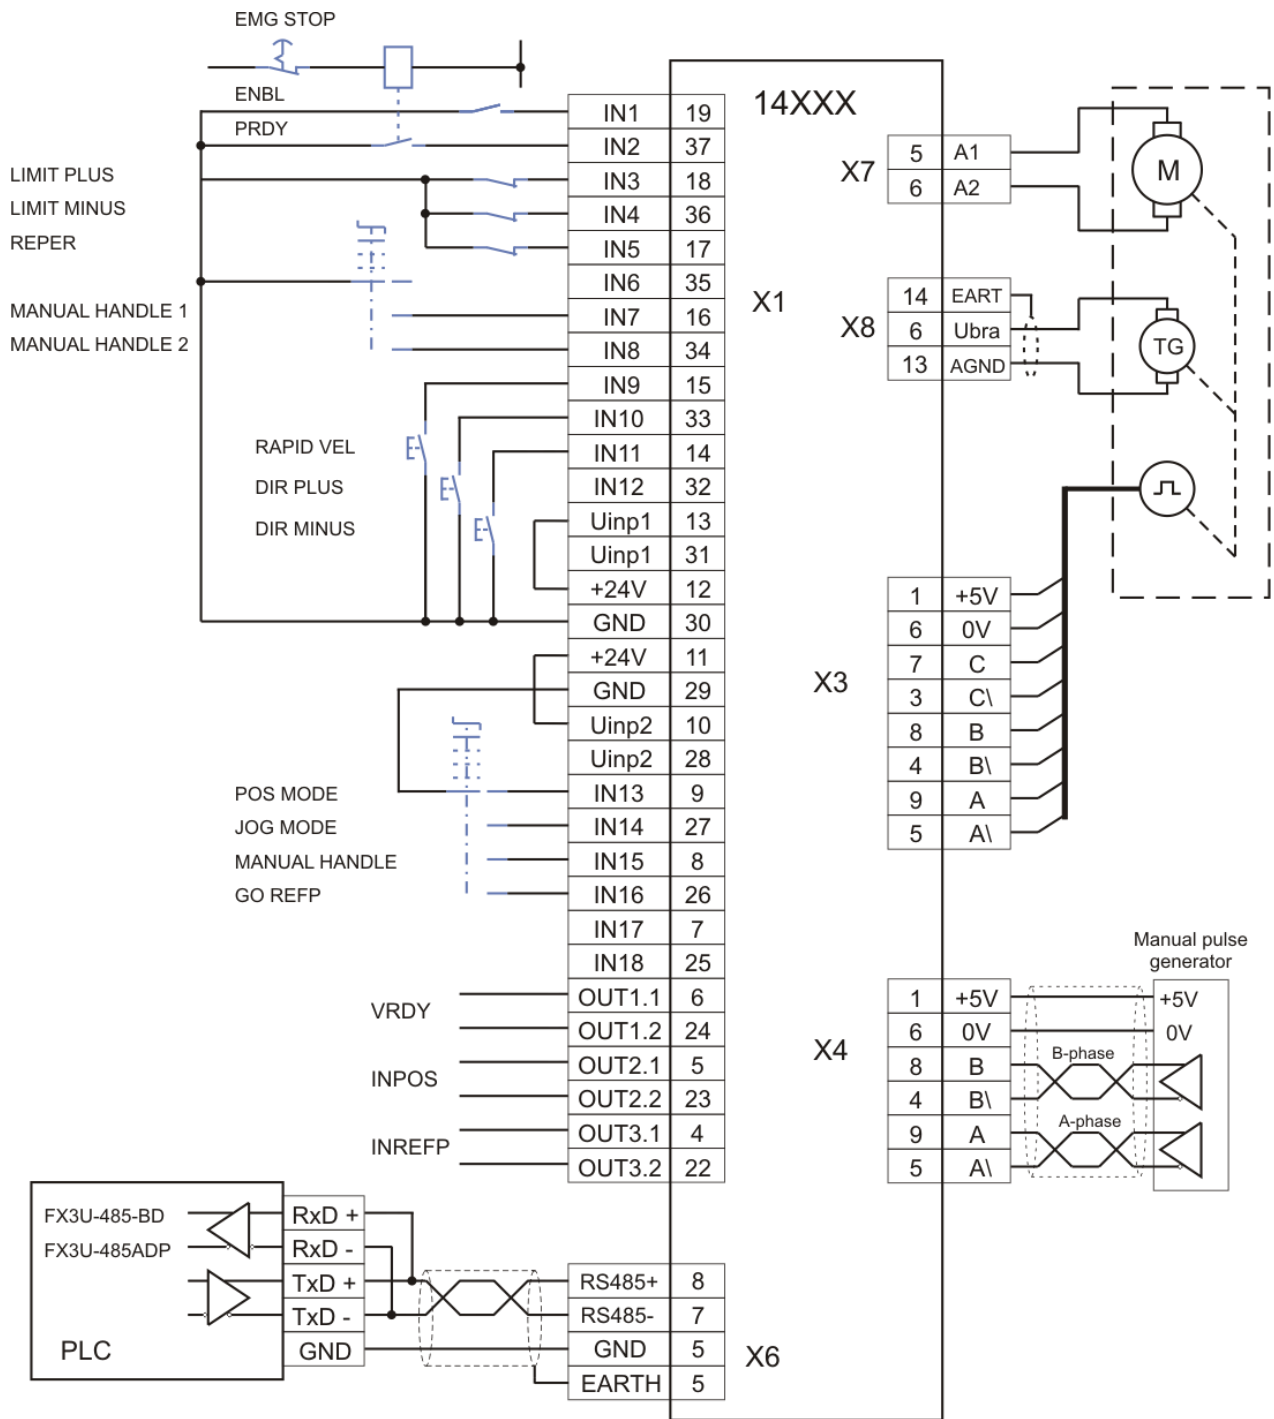 EMG STOP
ENBL
PRDY
LIMIT PLUS
LIMIT MINUS
REPER
MANUAL HANDLE 1
MANUAL HANDLE 2
RAPID VEL
DIR PLUS
DIR MINUS
POS MODE
JOG MODE
MANUAL HANDLE
GO REFP
VRDY
INPOS
INREFP
14XXX
X1
IN1 19
IN2 37
IN3 18
IN4 36
IN5 17
IN6 35
IN7 16
IN8 34
IN9 15
IN10 33
IN11 14
IN12 32
Uinp1 13
Uinp1 31
+24V 12
GND 30
+24V 11
GND 29
Uinp2 10
Uinp2 28
IN13 9
IN14 27
IN15 8
IN16 26
IN17 7
IN18 25
OUT1.1 6
OUT1.2 24
OUT2.1 5
OUT2.2 23
OUT3.1 4
OUT3.2 22
X7
5 A1
6 A2
M
X8
14 EART
6 Ubra
13 AGND
TG
X3
1 +5V
6 0V
7 C
3 C\
8 B
4 B\
9 A
5 A\
Manual pulse
generator
X4
1 +5V
6 0V
8 B
4 B\
9 A
5 A\
+5V
0V
B-phase
A-phase
FX3U-485-BD
FX3U-485ADP
PLC
RxD +
RxD -
TxD +
TxD -
GND
RS485+ 8
RS485- 7
GND 5
EARTH 5
X6